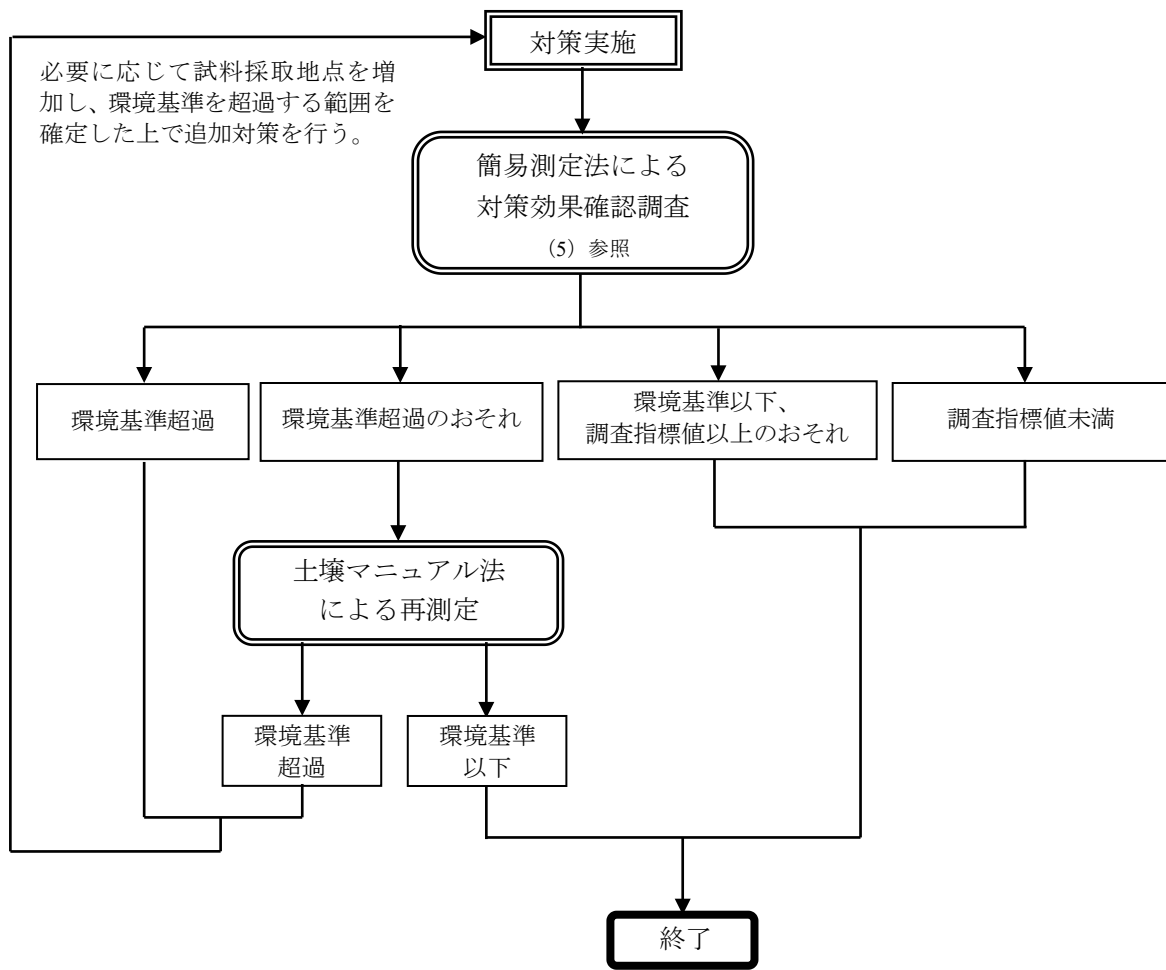 対策実施
必要に応じて試料採取地点を増
加し、環境基準を超過する範囲を
確定した上で追加対策を行う。
簡易測定法による
対策効果確認調査
(5) 参照
環境基準超過
環境基準超過のおそれ
環境基準以下、
調査指標値以上のおそれ
調査指標値未満
土壌マニュアル法
による再測定
環境基準
超過
環境基準
以下
終了